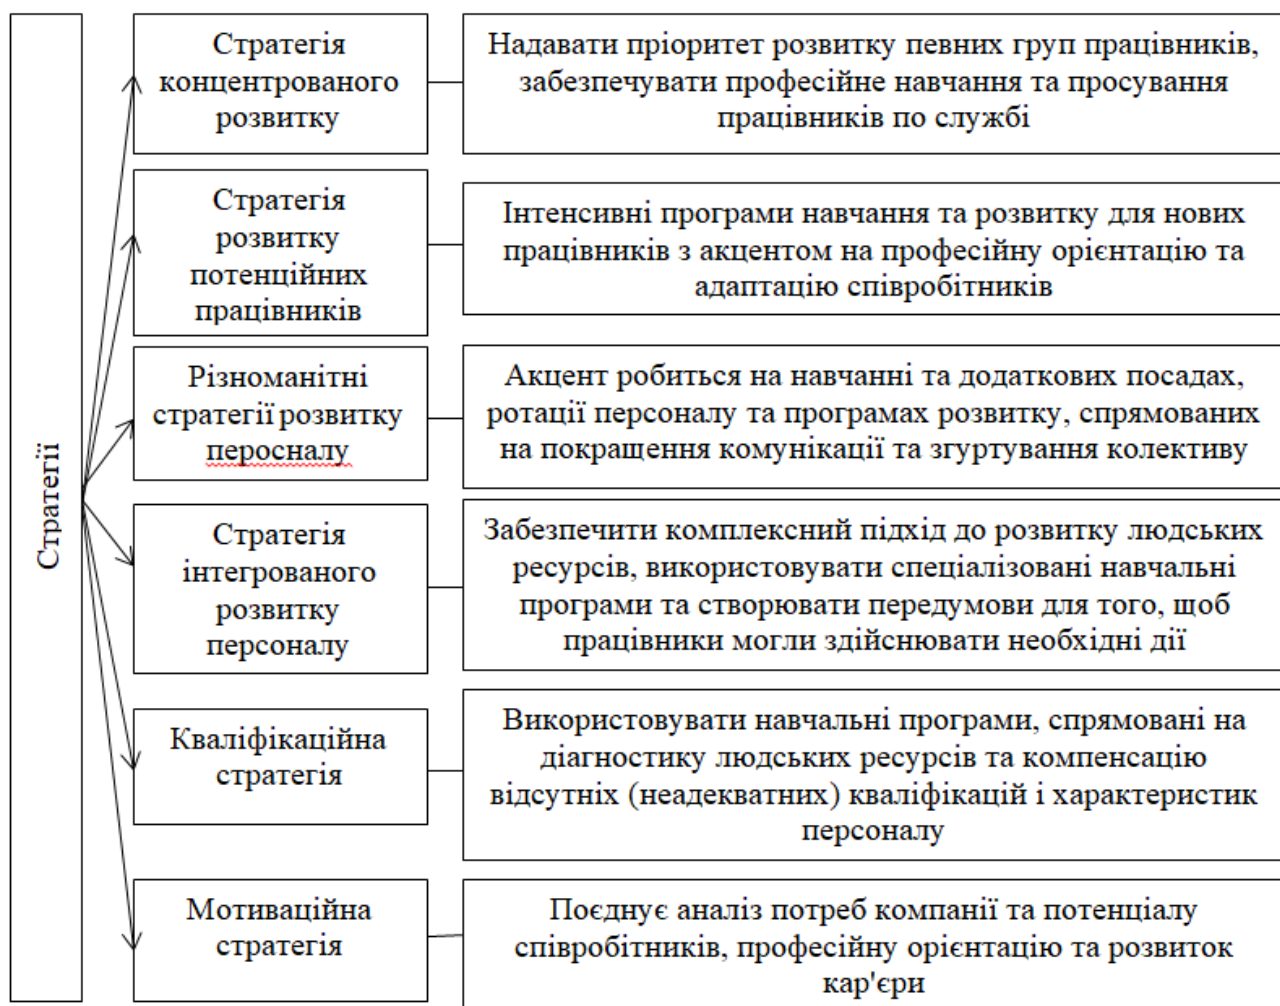 Стратегії
Стратегія
концентрованого
розвитку
Надавати пріоритет розвитку певних груп працівників,
забезпечувати професійне навчання та просування
працівників по службі
Стратегія
розвитку
потенційних
працівників
Інтенсивні програми навчання та розвитку для нових
працівників з акцентом на професійну орієнтацію та
адаптацію співробітників
Різноманітні
стратегії розвитку
перосналу
Акцент робиться на навчанні та додаткових посадах,
ротації персоналу та програмах розвитку, спрямованих
на покращення комунікації та згуртування колективу
Стратегія
інтегрованого
розвитку
персоналу
Забезпечити комплексний підхід до розвитку людських
ресурсів, використовувати спеціалізовані навчальні
програми та створювати передумови для того, щоб
працівники могли здійснювати необхідні дії
Кваліфікаційна
стратегія
Використовувати навчальні програми, спрямовані на
діагностику людських ресурсів та компенсацію
відсутніх (неадекватних) кваліфікацій і характеристик
персоналу
Мотиваційна
стратегія
Поєднує аналіз потреб компанії та потенціалу
співробітників, професійну орієнтацію та розвиток
кар'єри